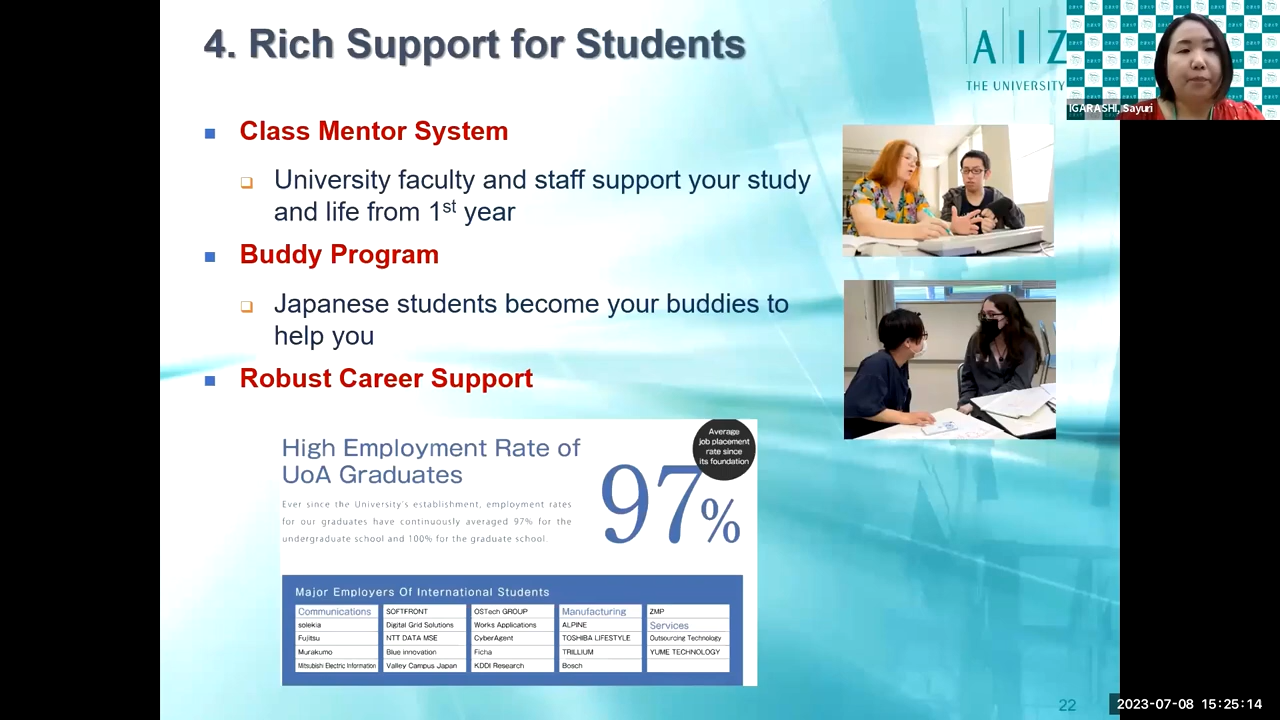 4. Rich Support for Students
AIZ
THE UNIVERSITY
IGARASHI, Sayuri
Class Mentor System
University faculty and staff support your study
and life from 1st year
Buddy Program
Japanese students become your buddies to
help you
Robust Career Support
High Employment Rate of
UoA Graduates
Average
job placement
rate since
its foundation
97%
Ever since the University's establishment, employment rates
for our graduates have continuously averaged 97% for the
undergraduate school and 100% for the graduate school.
Major Employers Of International Students
Communications
solekia
Fujitsu
Murakumo
Mitsubishi Electric Information
SOFTFRONT
Digital Grid Solutions
NTT DATA MSE
Blue innovation
Valley Campus Japan
OSTech GROUP
Works Applications
CyberAgent
Ficha
KDDI Research
Manufacturing
ALPINE
TOSHIBA LIFESTYLE
TRILLIUM
Bosch
ZMP
Services
Outsourcing Technology
YUME TECHNOLOGY
22
2023-07-08 15:25:14